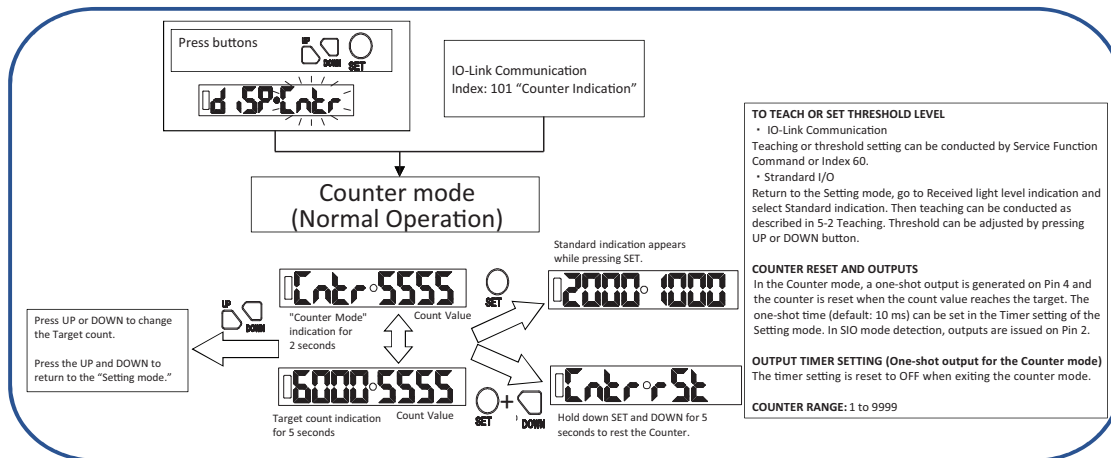 Press buttons
UP
DOWN
SET
diSP.Cntr
IO-Link Communication
Index: 101 "Counter Indication"
Counter mode
(Normal Operation)
Cntr 5555
"Counter Mode"
indication for
2 seconds
Count Value
UP
DOWN
Press UP or DOWN to change
the Target count.
Press the UP and DOWN to
return to the "Setting mode."
6000 5555
Target count indication
for 5 seconds
Count Value
SET
Standard indication appears
while pressing SET.
2000 1000
SET
+
DOWN
Cntr rSt
Hold down SET and DOWN for 5
seconds to rest the Counter.
TO TEACH OR SET THRESHOLD LEVEL
・ IO-Link Communication
Teaching or threshold setting can be conducted by Service Function
Command or Index 60.
・Strandard I/O
Return to the Setting mode, go to Received light level indication and
select Standard indication. Then teaching can be conducted as
described in 5-2 Teaching. Threshold can be adjusted by pressing
UP or DOWN button.
COUNTER RESET AND OUTPUTS
In the Counter mode, a one-shot output is generated on Pin 4 and
the counter is reset when the count value reaches the target. The
one-shot time (default: 10 ms) can be set in the Timer setting of the
Setting mode. In SIO mode detection, outputs are issued on Pin 2.
OUTPUT TIMER SETTING (One-shot output for the Counter mode)
The timer setting is reset to OFF when exiting the counter mode.
COUNTER RANGE: 1 to 9999